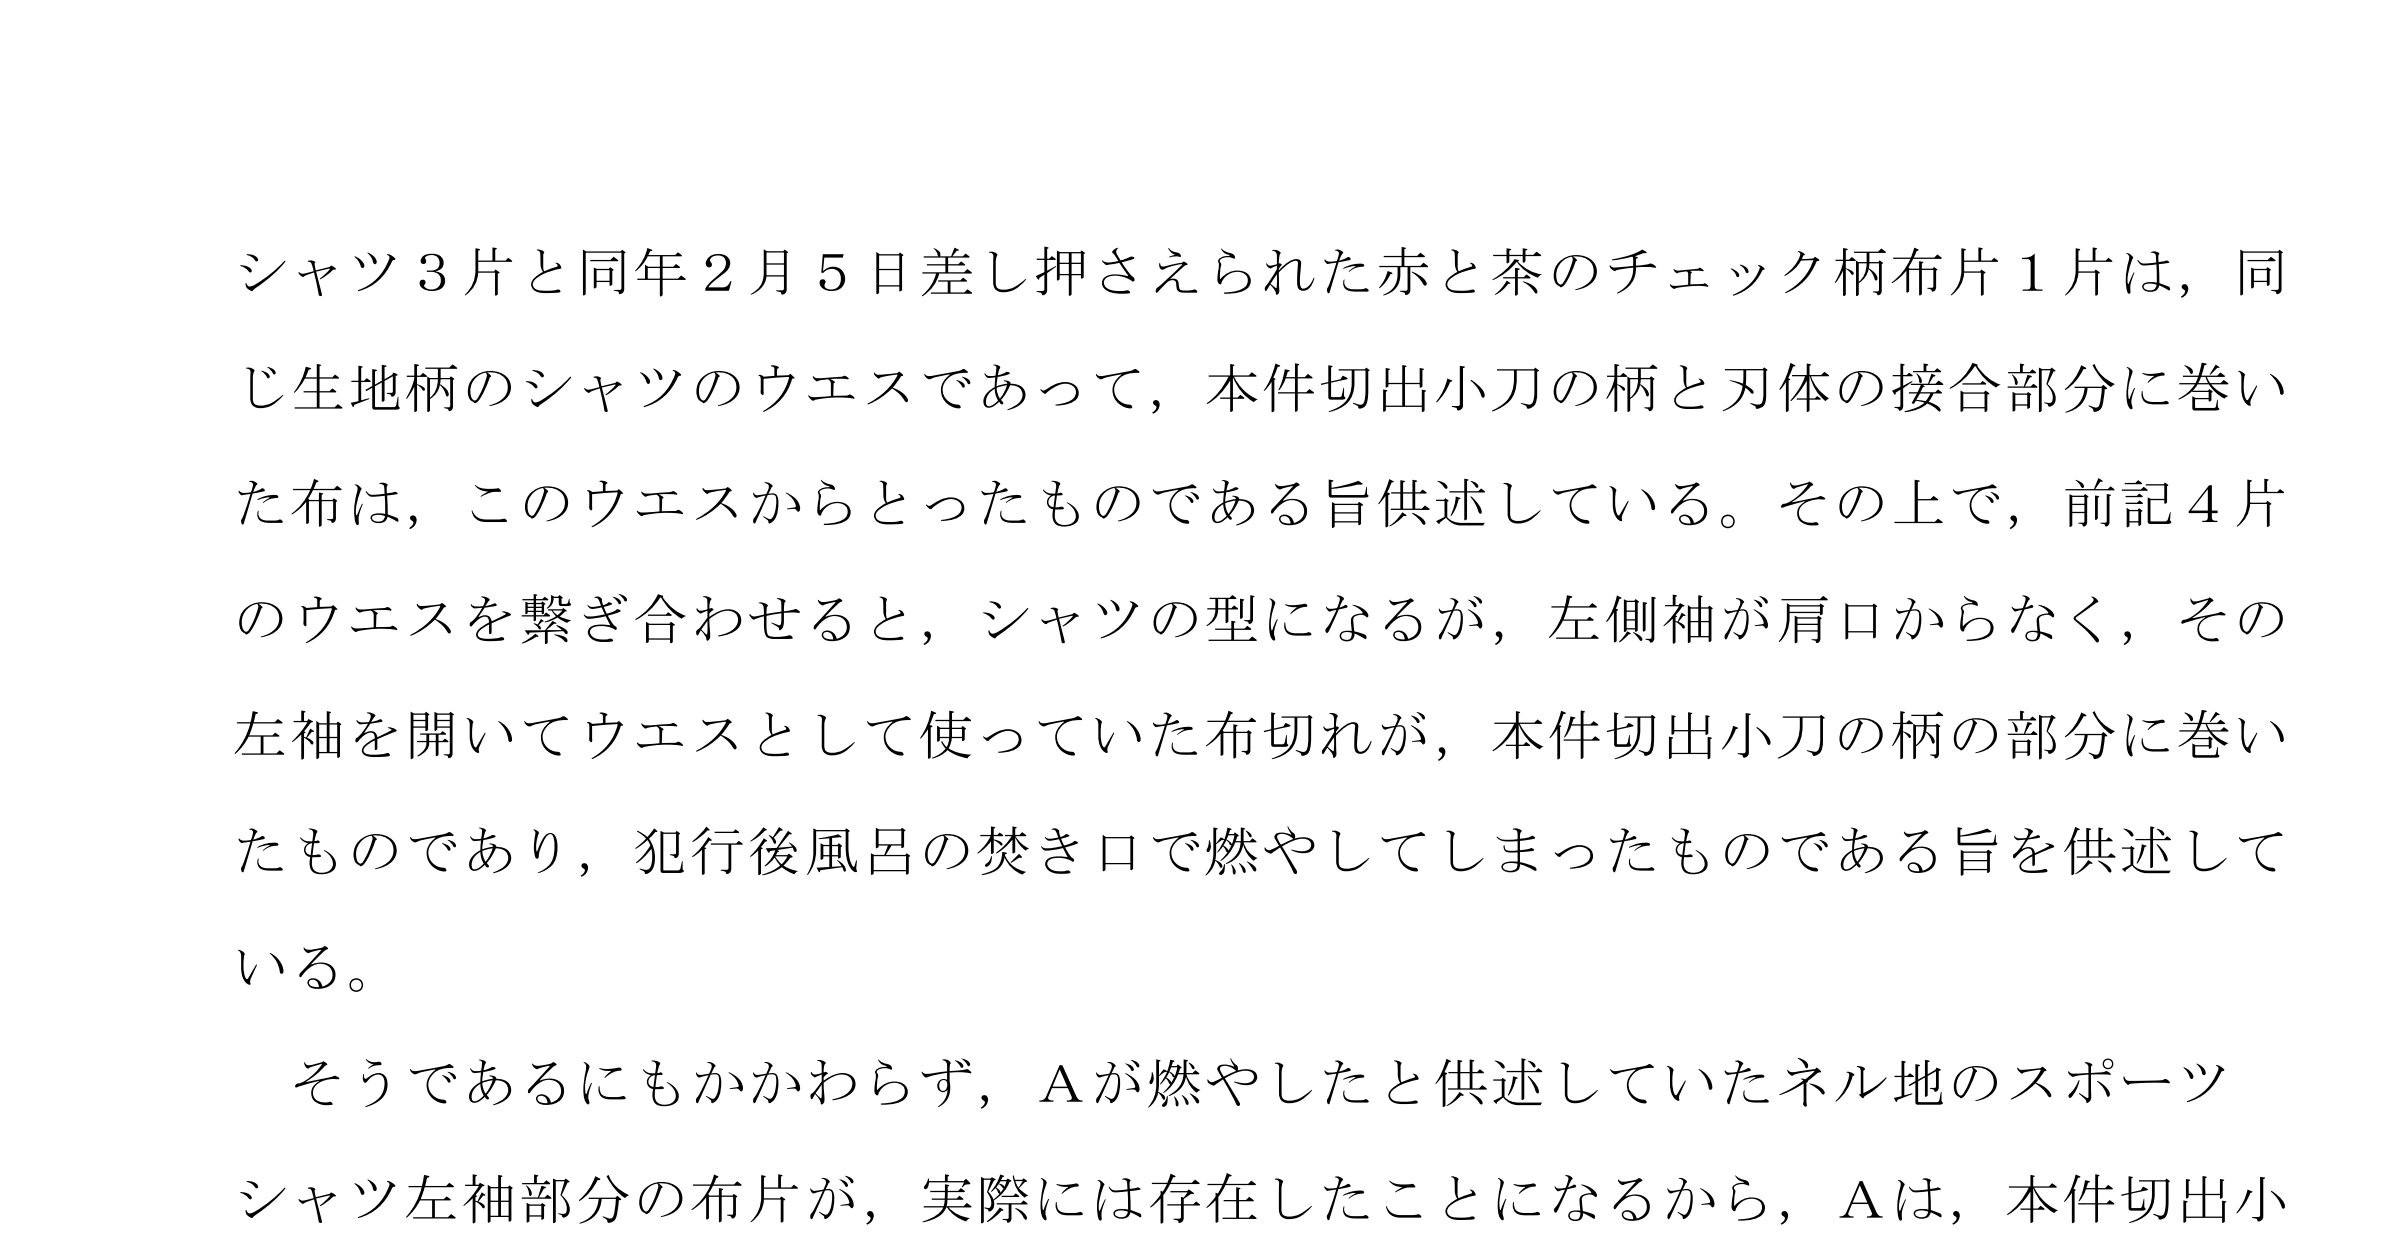 シャツ３片と同年２月５日差し押さえられた赤と茶のチェック柄布片１片は，同
じ生地柄のシャツのウエスであって，本件切出小刀の柄と刃体の接合部分に巻い
た布は，このウエスからとったものである旨供述している。その上で，前記４片
のウエスを繋ぎ合わせると，シャツの型になるが，左側袖が肩口からなく，その
左袖を開いてウエスとして使っていた布切れが，本件切出小刀の柄の部分に巻い
たものであり，犯行後風呂の焚き口で燃やしてしまったものである旨を供述して
いる。
　そうであるにもかかわらず，Ａが燃やしたと供述していたネル地のスポーツ
シャツ左袖部分の布片が，実際には存在したことになるから，Ａは，本件切出小